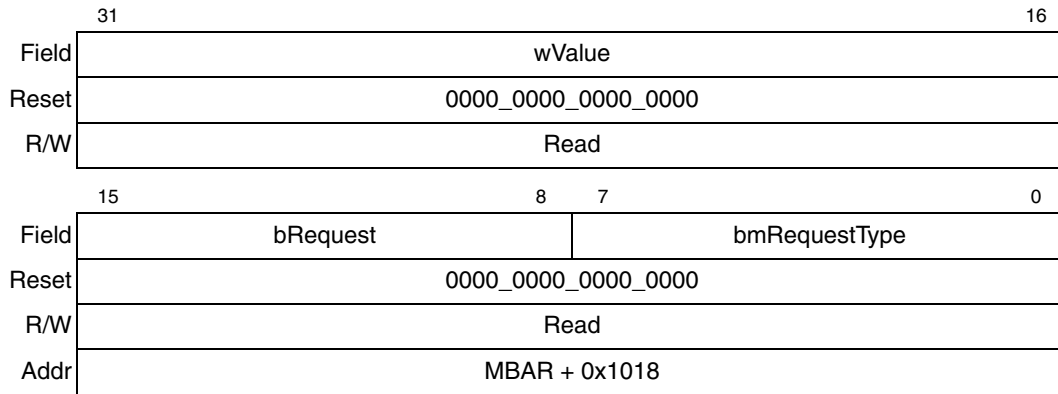 31 16
Field wValue
Reset 0000_0000_0000_0000
R/W Read
15 8 7 0
Field bRequest bmRequestType
Reset 0000_0000_0000_0000
R/W Read
Addr MBAR + 0x1018